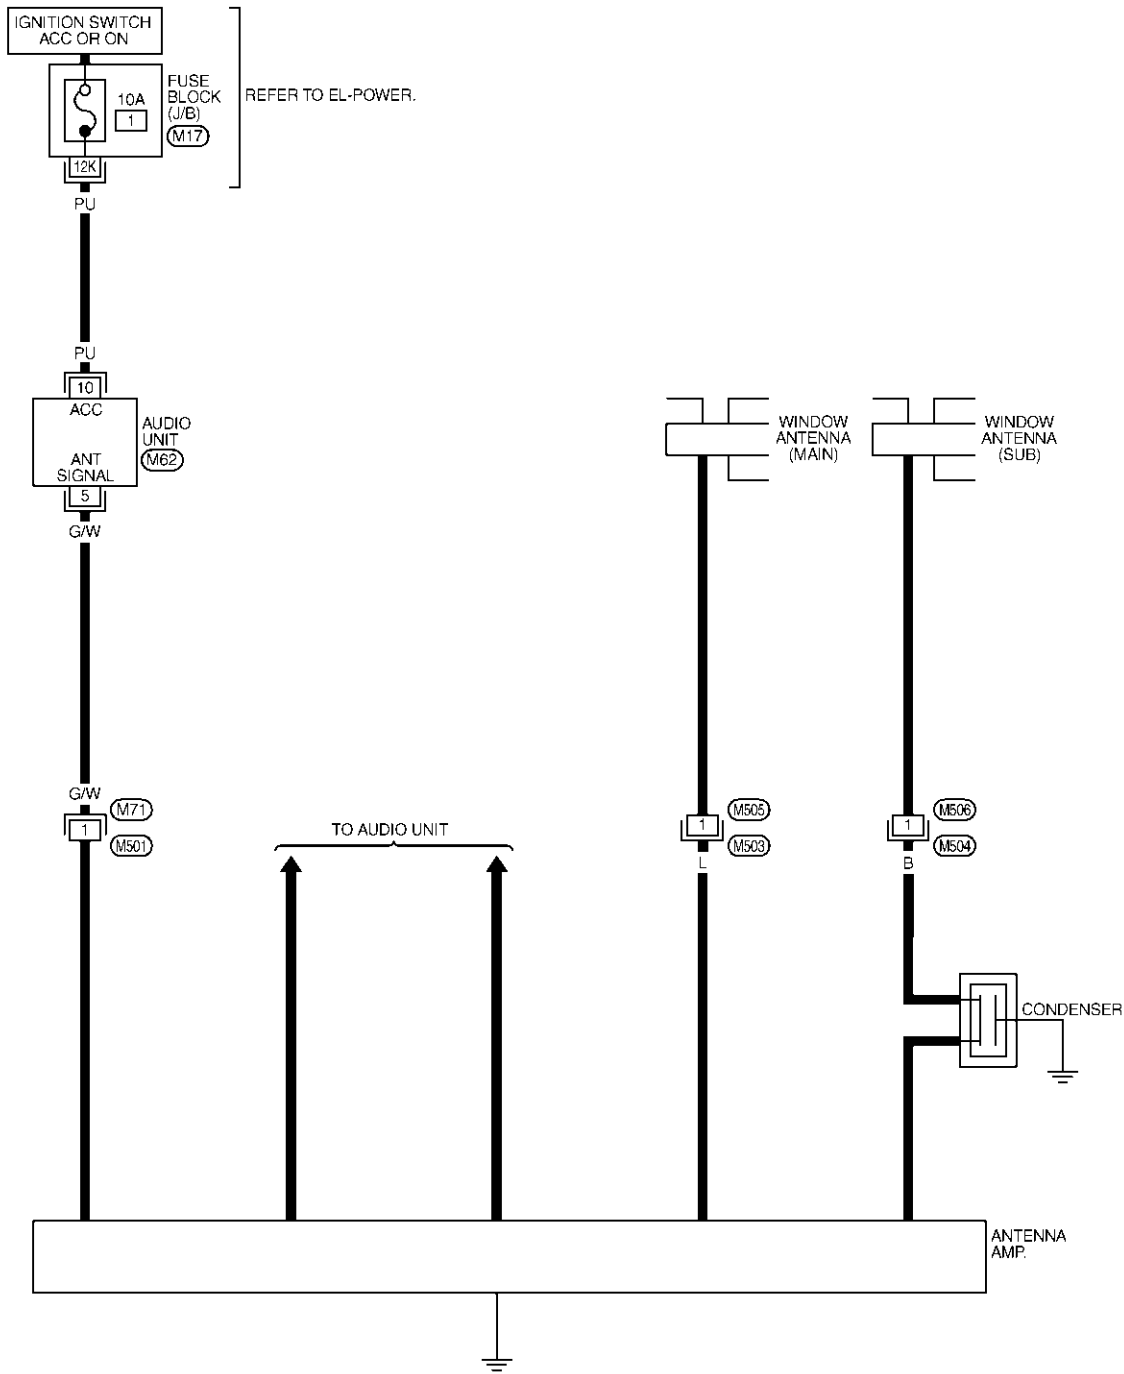 IGNITION SWITCH
ACC OR ON
FUSE
BLOCK
(J/B)
M17
10A
1
REFER TO EL-POWER.
12K
PU
PU
10
ACC
AUDIO
UNIT
M62
ANT
SIGNAL
5
G/W
WINDOW
ANTENNA
(MAIN)
WINDOW
ANTENNA
(SUB)
G/W
M71
1
M501
TO AUDIO UNIT
M505
1
M503
L
M506
1
M504
B
CONDENSER
ANTENNA
AMP.